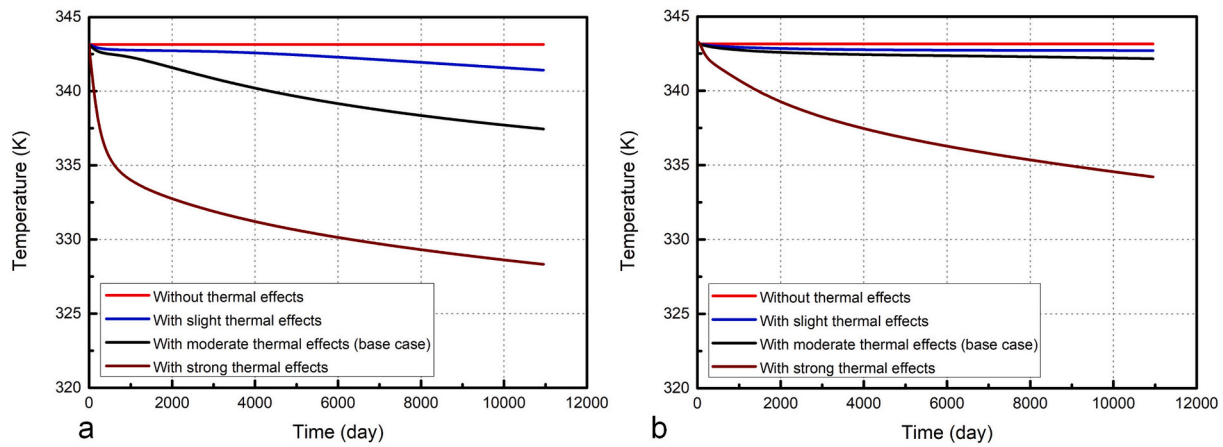 345
340
335
330
325
320
Temperature (K)
Without thermal effects
With slight thermal effects
With moderate thermal effects (base case)
With strong thermal effects
0 2000 4000 6000 8000 10000 12000
a Time (day)
345
340
335
330
325
320
Temperature (K)
Without thermal effects
With slight thermal effects
With moderate thermal effects (base case)
With strong thermal effects
0 2000 4000 6000 8000 10000 12000
b Time (day)